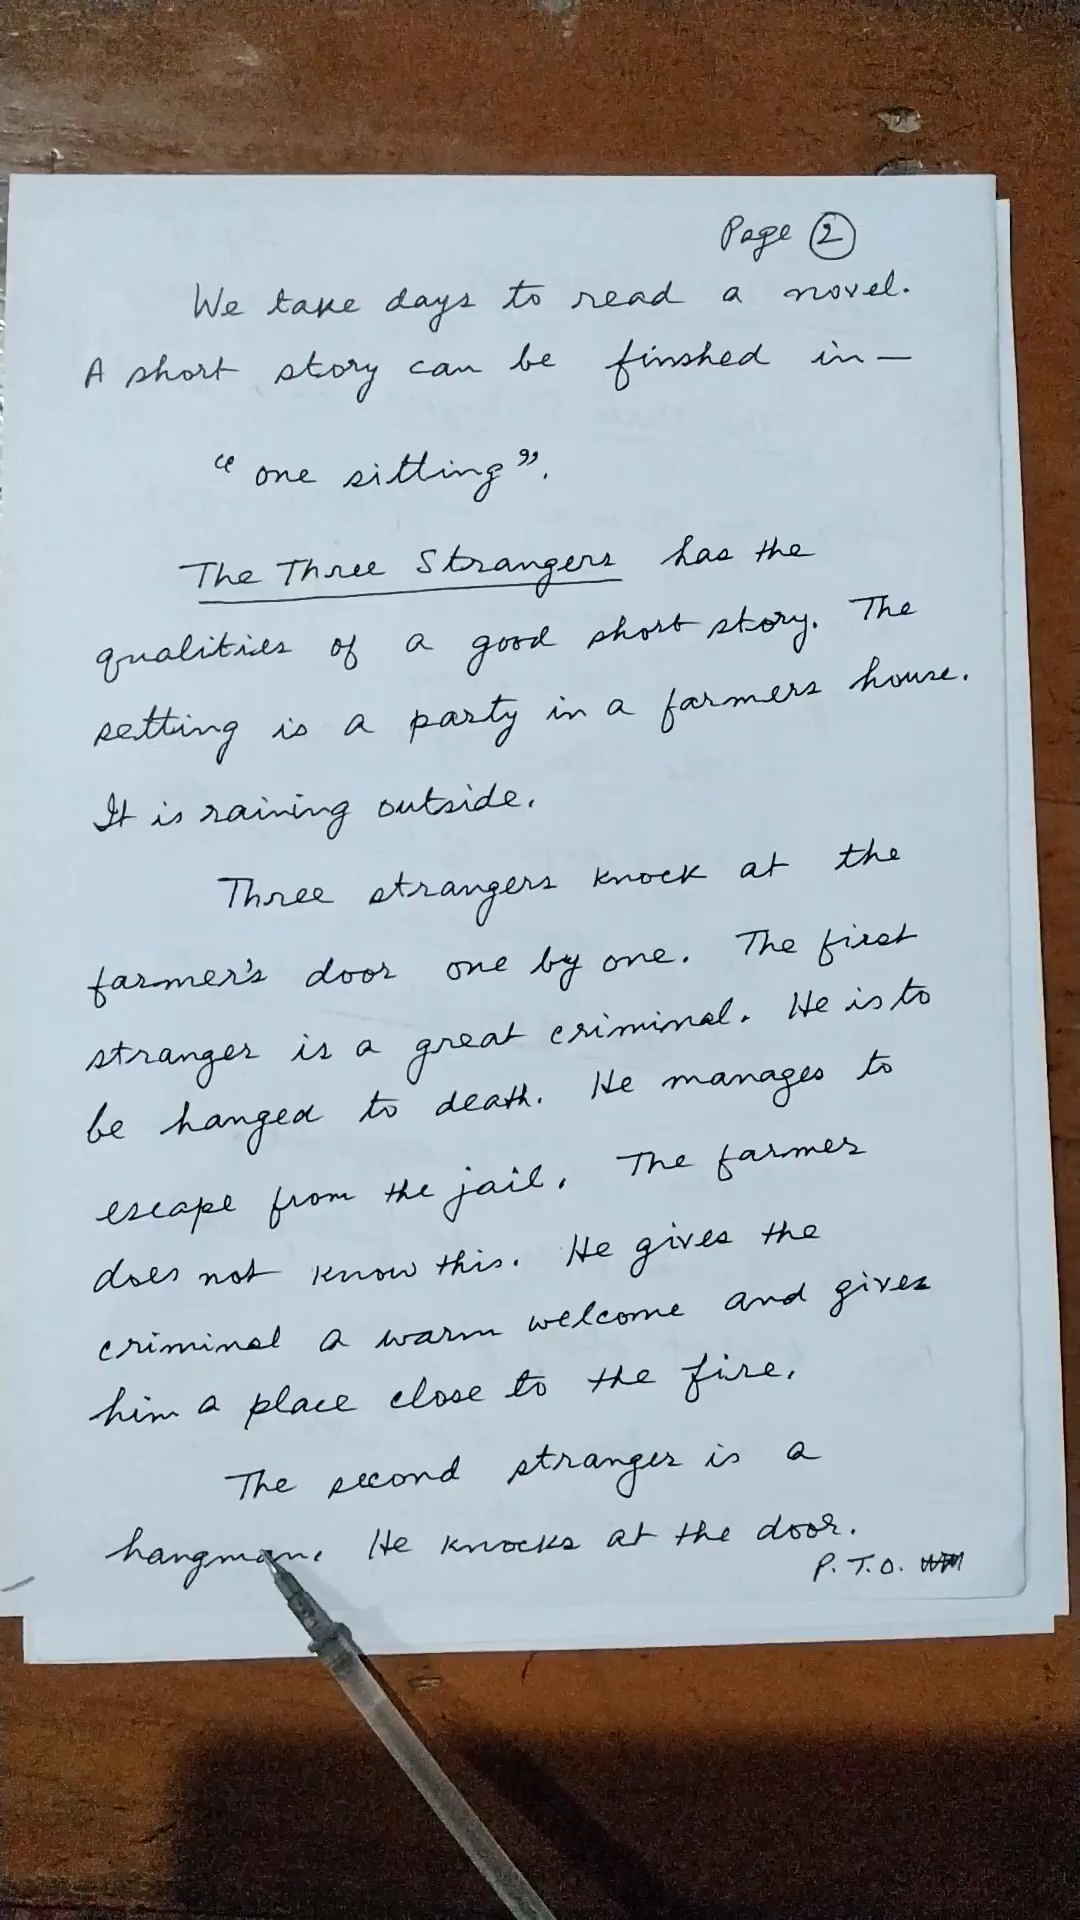 Page 2
We take days to read a novel.
A short story can be finshed in —
"one sitting".
The Three Strangers has the
qualities of a good short story. The
setting is a party in a farmers house.
It is raining outside.
Three strangers knock at the
farmer's door one by one. The first
stranger is a great criminal. He is to
be hanged to death. He manages to
escape from the jail. The farmer
does not know this. He gives the
criminal a warm welcome and gives
him a place close to the fire.
The second stranger is a
hangman. He knocks at the door.
P.T.O.